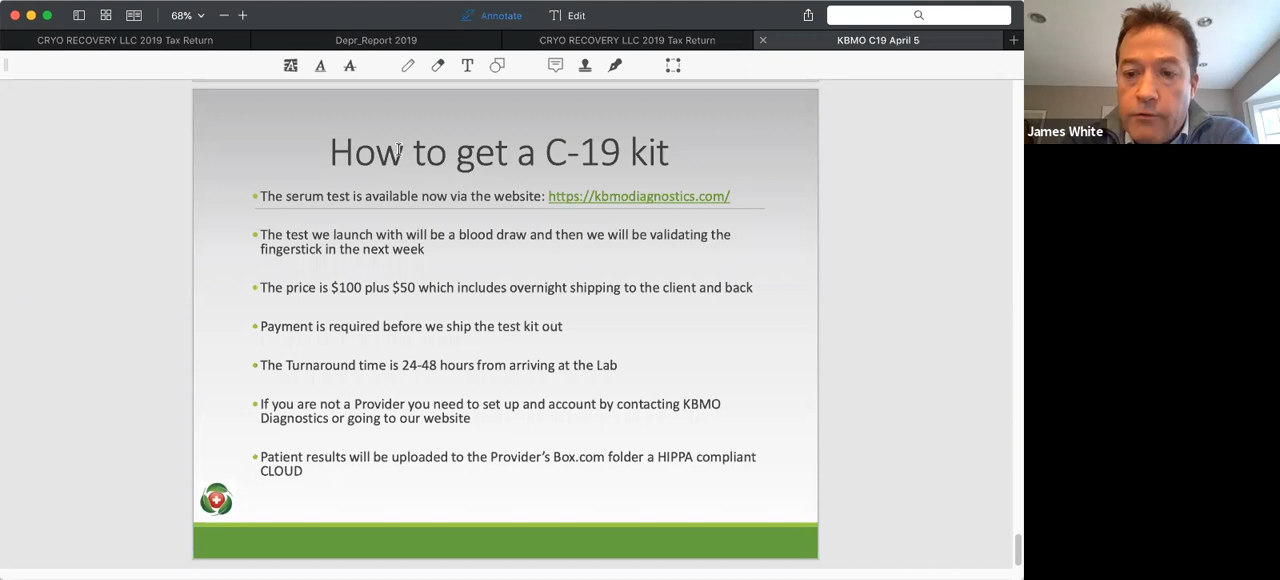 68%
Annotate
Edit
CRYO RECOVERY LLC 2019 Tax Return
Depr_Report 2019
CRYO RECOVERY LLC 2019 Tax Return
KBMO C19 April 5
James White
How to get a C-19 kit
•The serum test is available now via the website: https://kbmodiagnostics.com/
•The test we launch with will be a blood draw and then we will be validating the
fingerstick in the next week
•The price is $100 plus $50 which includes overnight shipping to the client and back
•Payment is required before we ship the test kit out
•The Turnaround time is 24-48 hours from arriving at the Lab
•If you are not a Provider you need to set up and account by contacting KBMO
Diagnostics or going to our website
•Patient results will be uploaded to the Provider's Box.com folder a HIPPA compliant
CLOUD